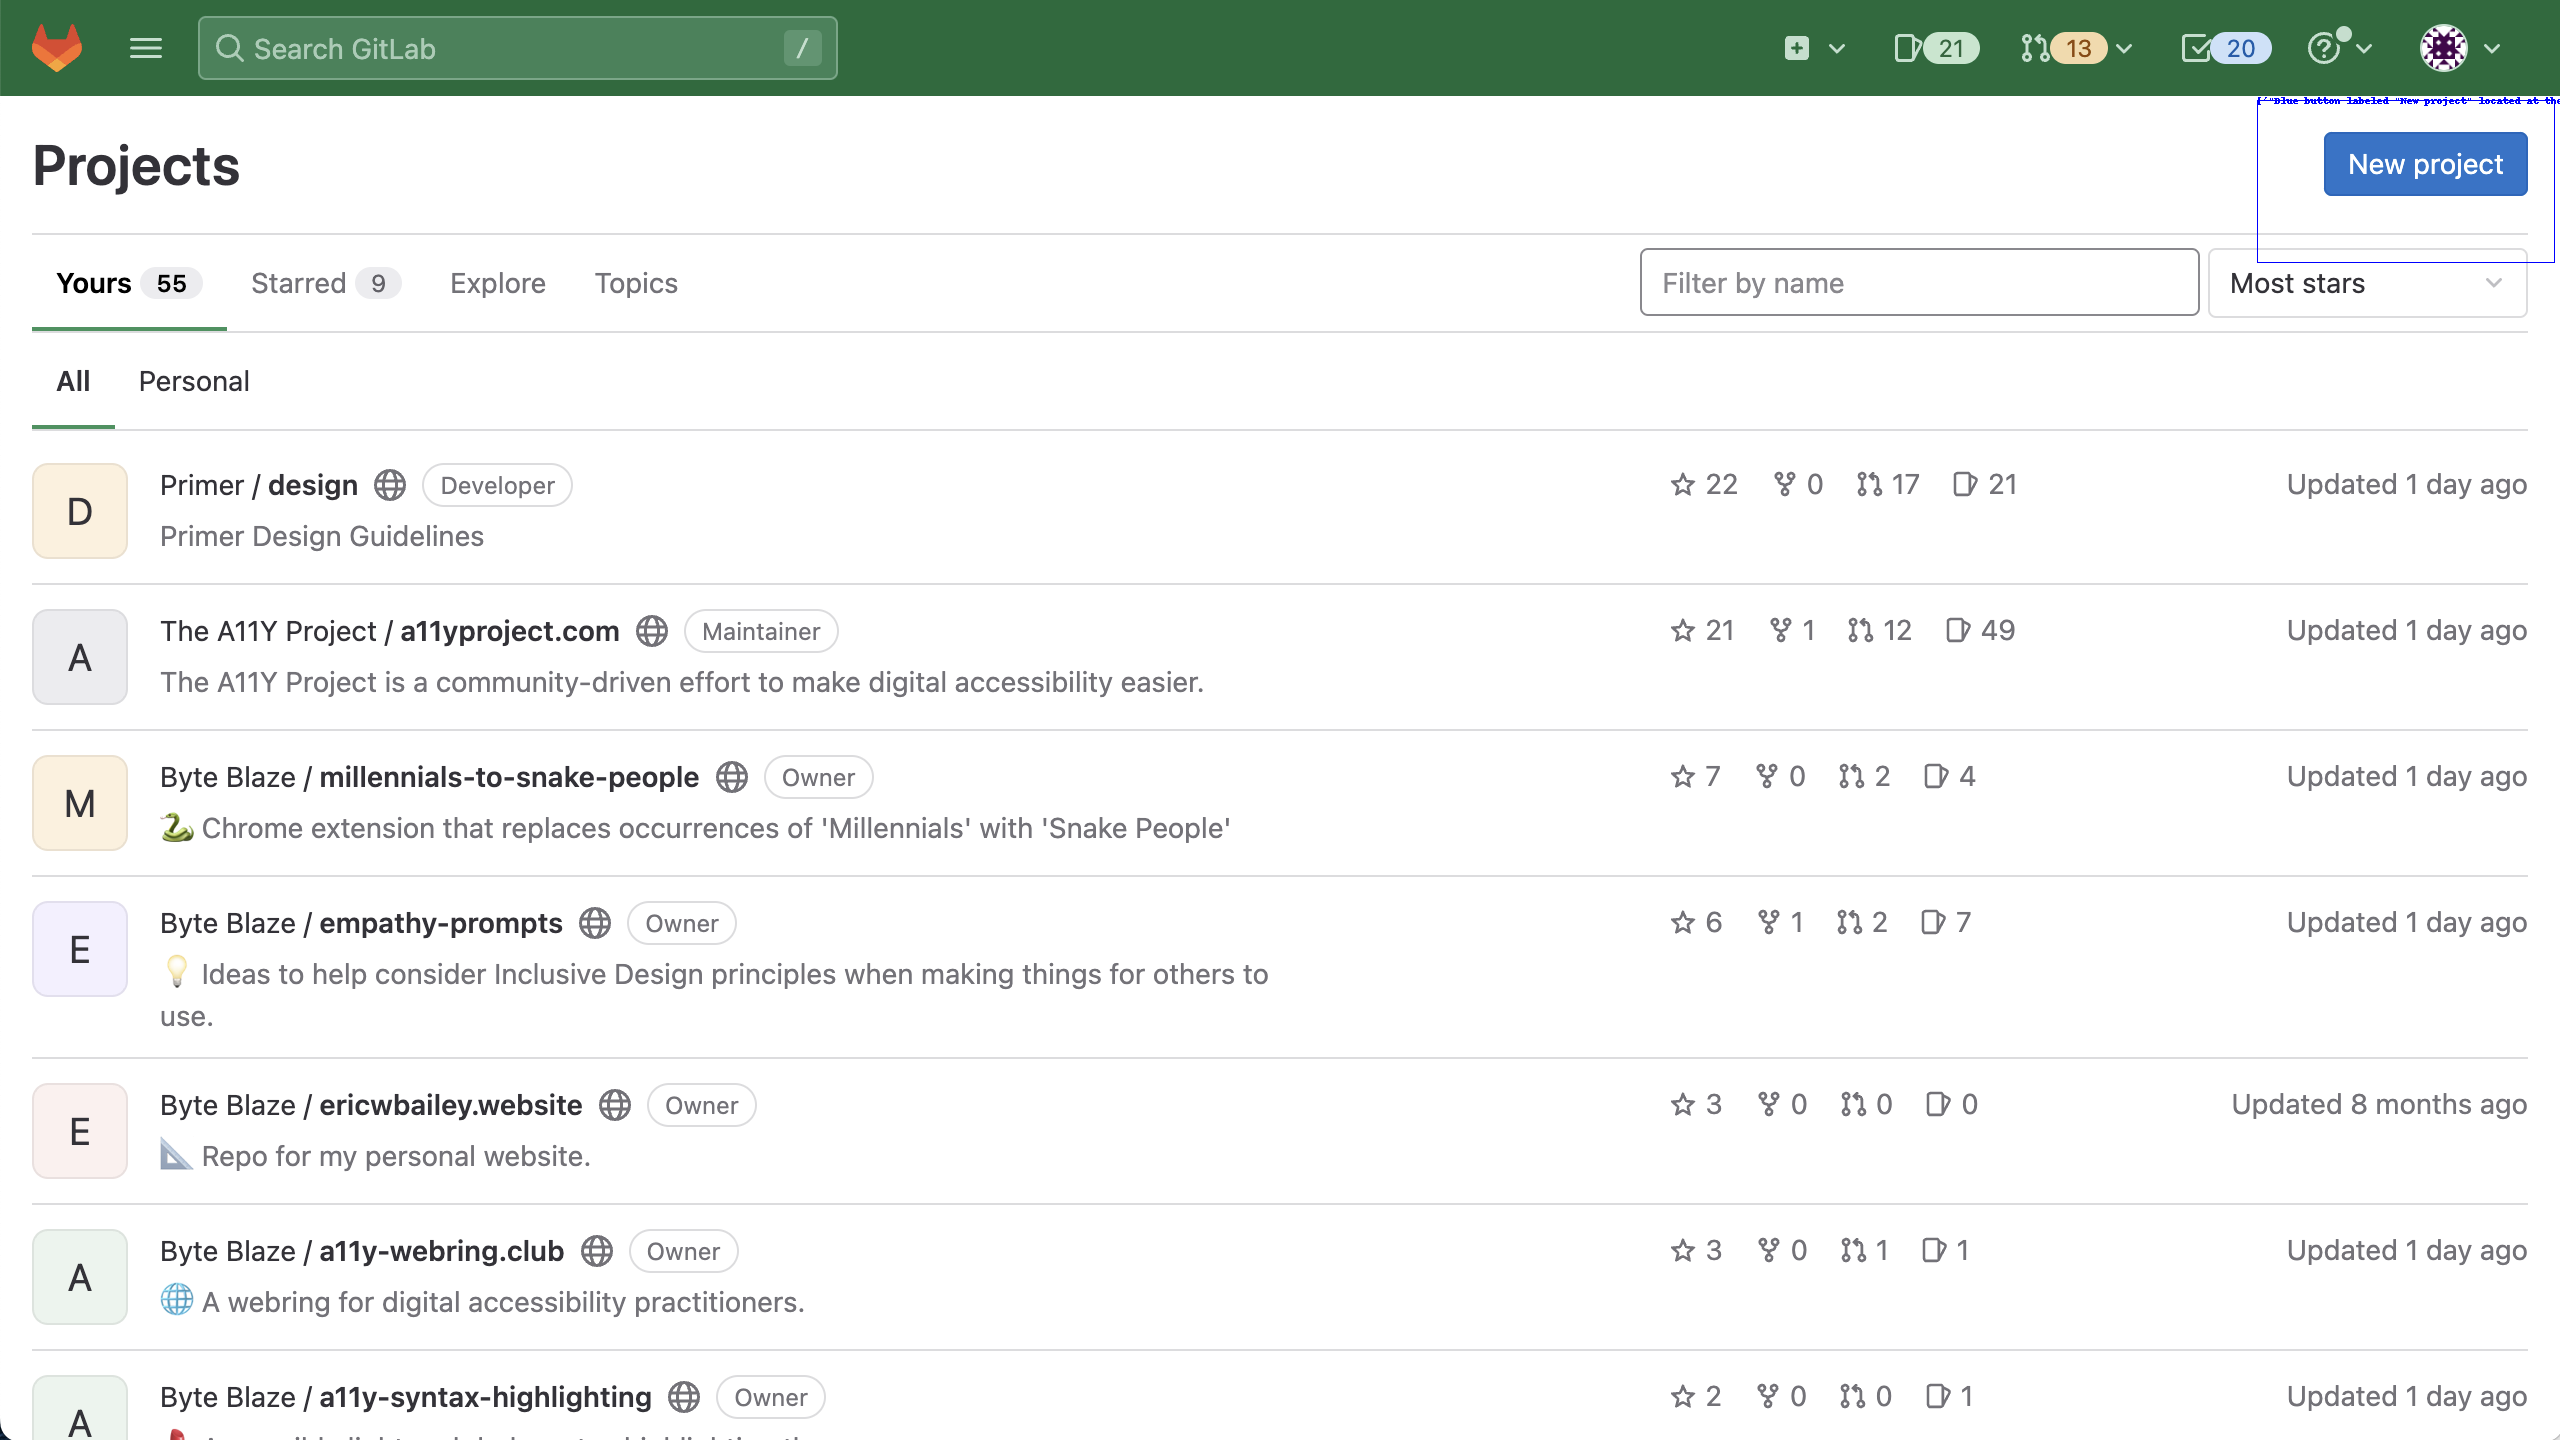 Search GitLab /
21 13 20
{"Blue button labeled "New project" located at the
Projects
New project
Yours 55 Starred 9 Explore Topics
Filter by name
Most stars
All Personal
D
Primer / design Developer
22 0 17 21 Updated 1 day ago
Primer Design Guidelines
A
The A11Y Project / a11yproject.com Maintainer
21 1 12 49 Updated 1 day ago
The A11Y Project is a community-driven effort to make digital accessibility easier.
M
Byte Blaze / millennials-to-snake-people Owner
7 0 2 4 Updated 1 day ago
Chrome extension that replaces occurrences of 'Millennials' with 'Snake People'
E
Byte Blaze / empathy-prompts Owner
6 1 2 7 Updated 1 day ago
Ideas to help consider Inclusive Design principles when making things for others to
use.
E
Byte Blaze / ericwbailey.website Owner
3 0 0 0 Updated 8 months ago
Repo for my personal website.
A
Byte Blaze / a11y-webring.club Owner
3 0 1 1 Updated 1 day ago
A webring for digital accessibility practitioners.
A
Byte Blaze / a11y-syntax-highlighting Owner
2 0 0 1 Updated 1 day ago